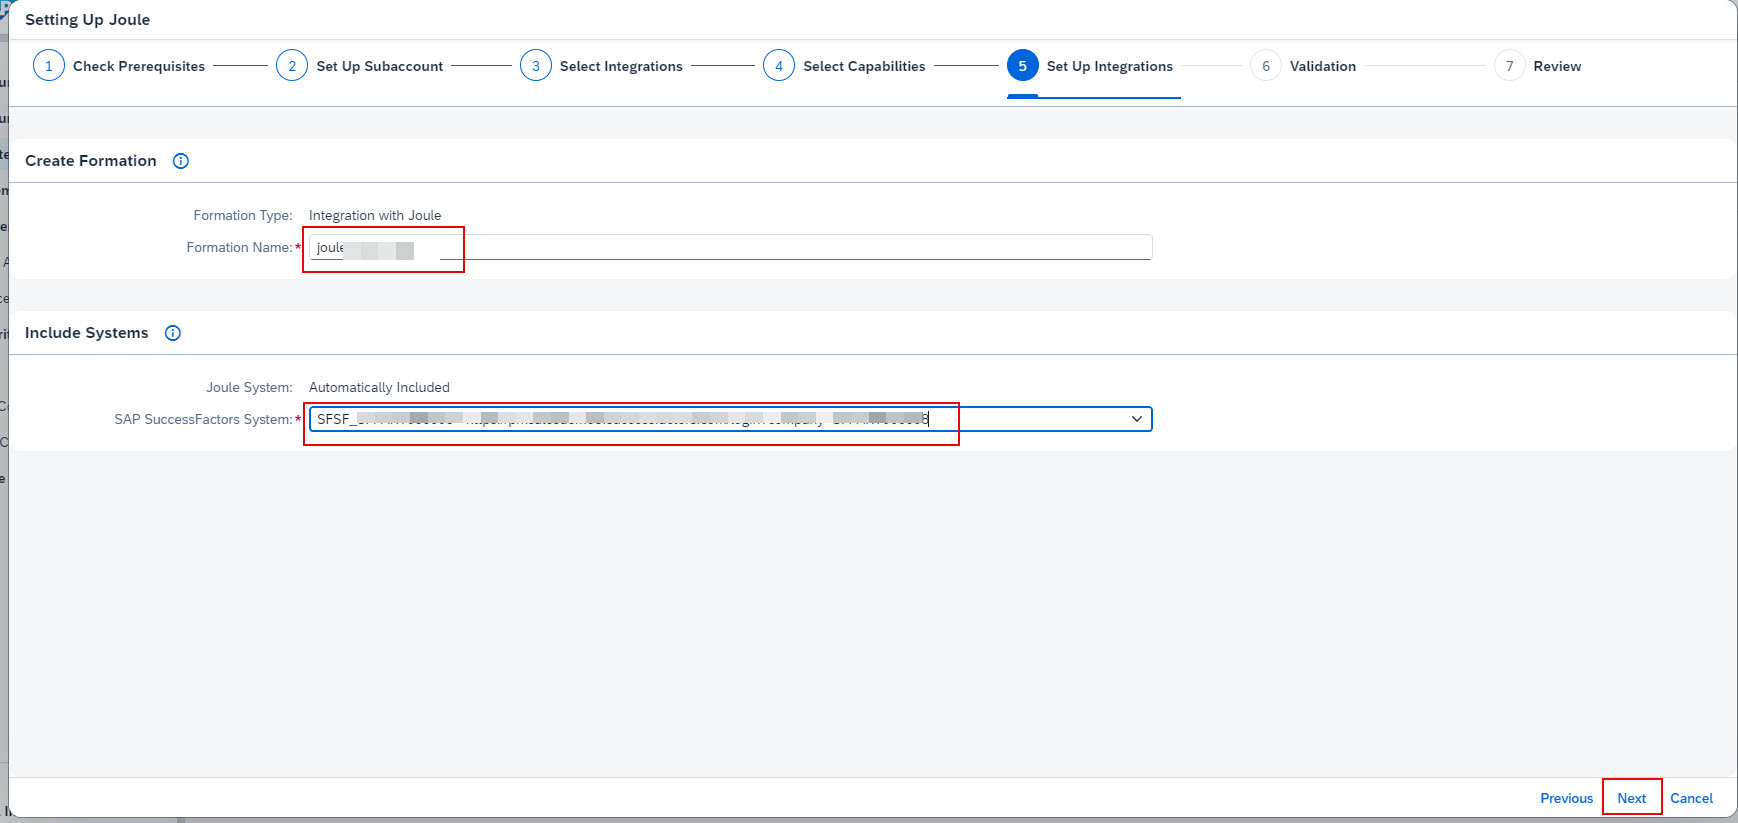 Setting Up Joule
1 Check Prerequisites 2 Set Up Subaccount 3 Select Integrations 4 Select Capabilities 5 Set Up Integrations 6 Validation 7 Review
Create Formation
Formation Type: Integration with Joule
Formation Name:* joule
Include Systems
Joule System: Automatically Included
SAP SuccessFactors System:* SFSF_
Previous Next Cancel